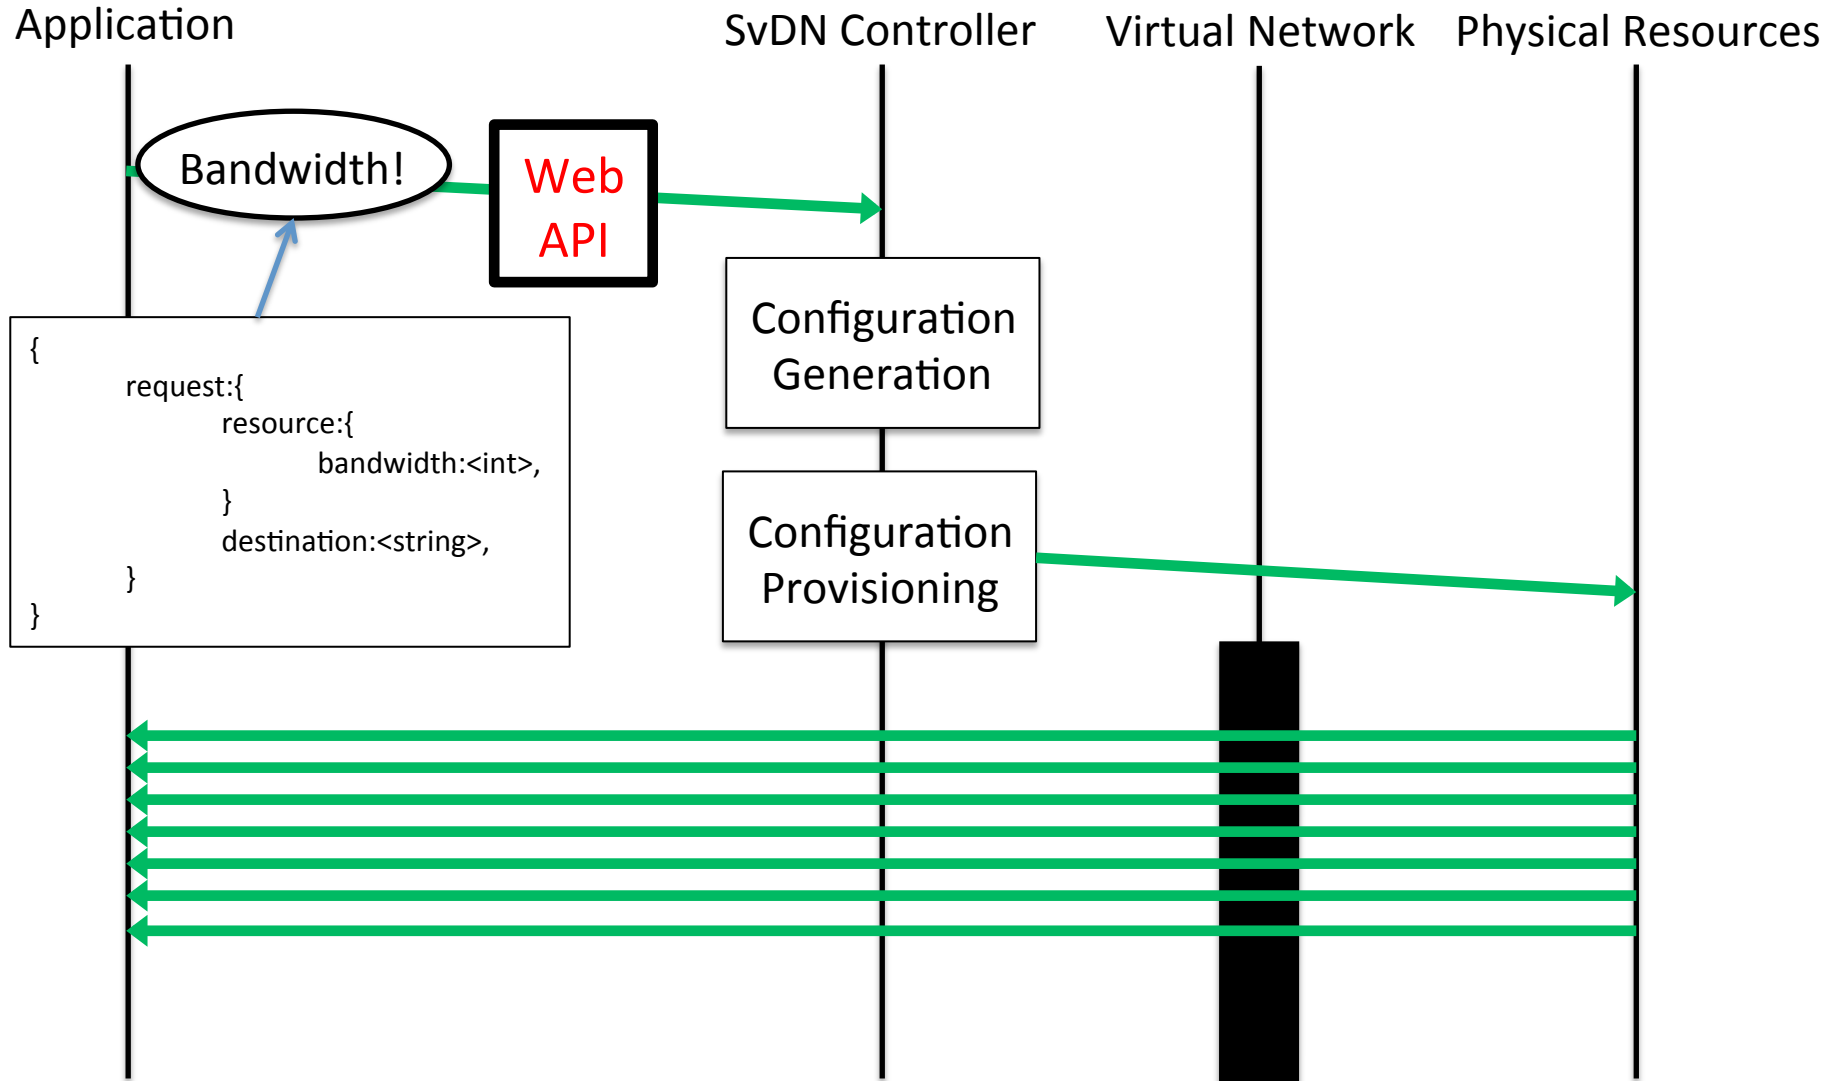 Application
SvDN Controller
Virtual Network
Physical Resources
Bandwidth!
Web
API
Configuration
Generation
{
request:{
resource:{
bandwidth:<int>,
}
destination:<string>,
}
}
Configuration
Provisioning